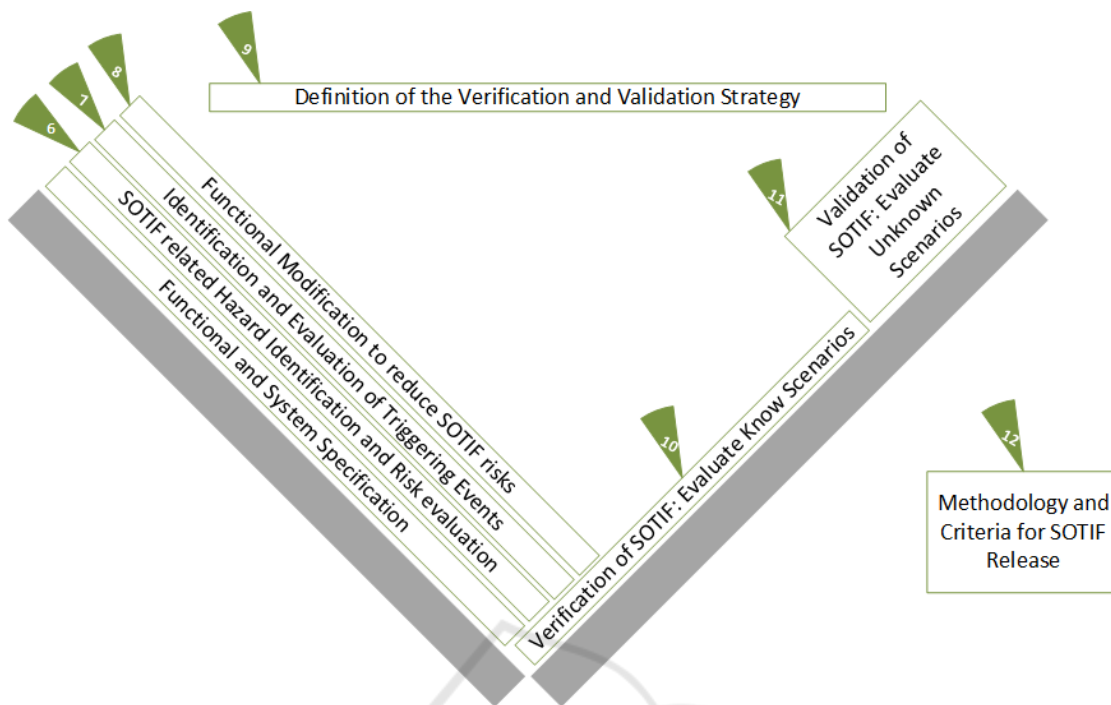 9
Definition of the Verification and Validation Strategy
8
7
6
Functional Modification to reduce SOTIF risks
Identification and Evaluation of Triggering Events
SOTIF related Hazard Identification and Risk evaluation
Functional and System Specification
11
Validation of
SOTIF: Evaluate
Unknown
Scenarios
10
Verification of SOTIF: Evaluate Know Scenarios
12
Methodology and
Criteria for SOTIF
Release